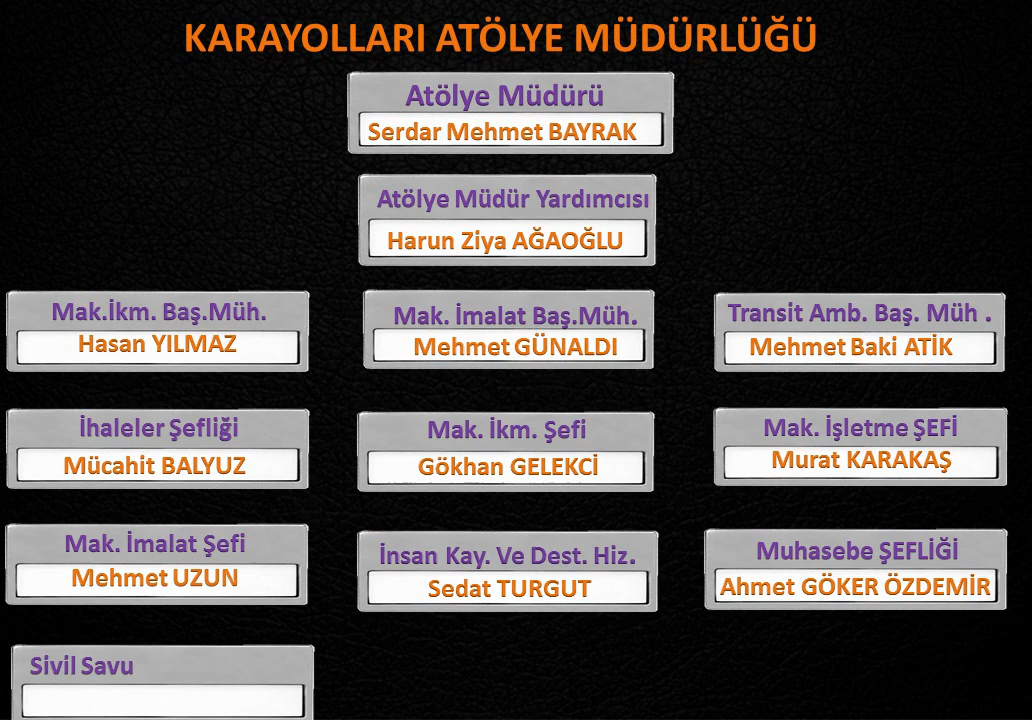 KARAYOLLARI ATÖLYE MÜDÜRLÜĞÜ
Atölye Müdürü
Serdar Mehmet BAYRAK
Atölye Müdür Yardımcısı
Harun Ziya AĞAOĞLU
Mak.İkm. Baş.Müh.
Hasan YILMAZ
Mak. İmalat Baş.Müh.
Mehmet GÜNALDI
Transit Amb. Baş. Müh .
Mehmet Baki ATİK
İhaleler Şefliği
Mücahit BALYUZ
Mak. İkm. Şefi
Gökhan GELEKCİ
Mak. İşletme ŞEFİ
Murat KARAKAŞ
Mak. İmalat Şefi
Mehmet UZUN
İnsan Kay. Ve Dest. Hiz.
Sedat TURGUT
Muhasebe ŞEFLİĞİ
Ahmet GÖKER ÖZDEMİR
Sivil Savu